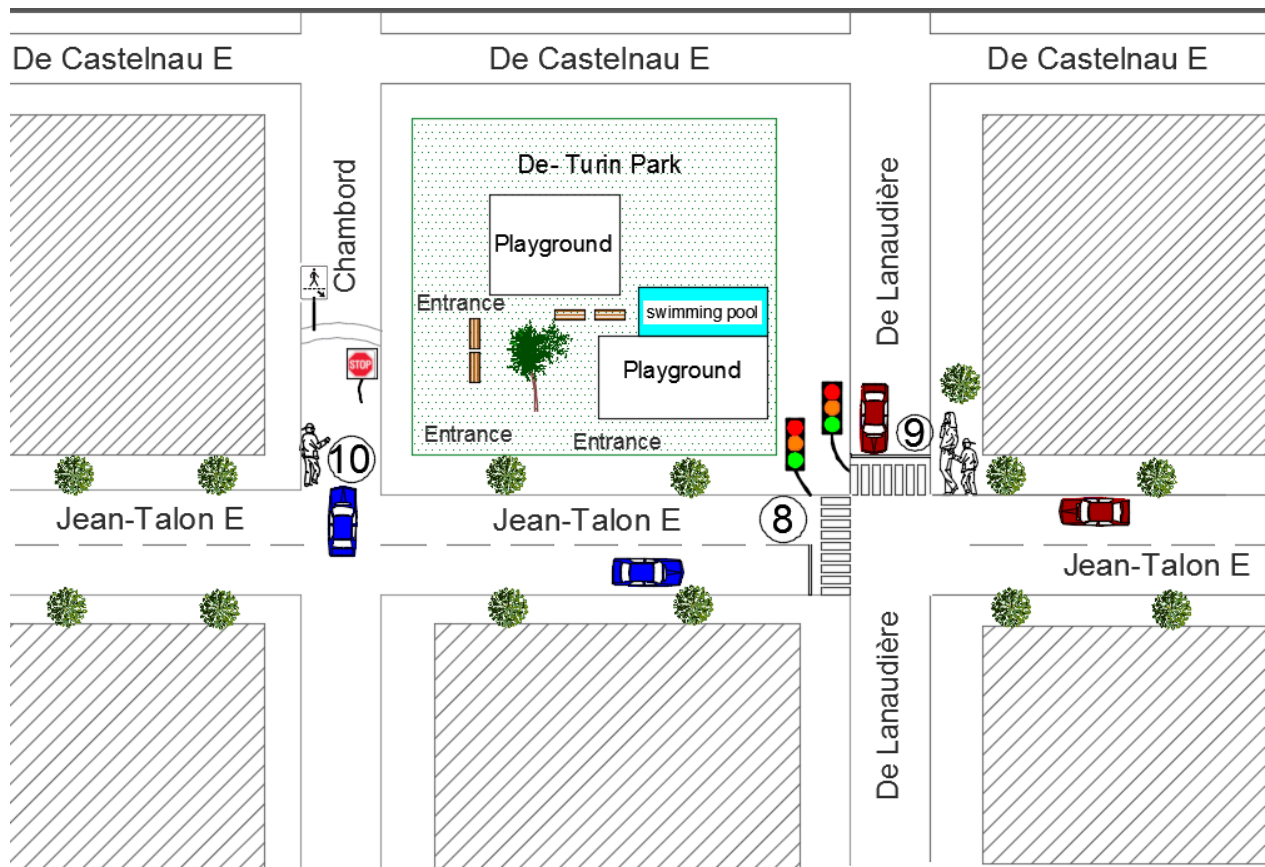 De Castelnau E
De Castelnau E
De Castelnau E
De- Turin Park
Chambord
De Lanaudière
Playground
Entrance
swimming pool
STOP
Playground
Entrance
Entrance
9
10
8
Jean-Talon E
Jean-Talon E
Jean-Talon E
De Lanaudière